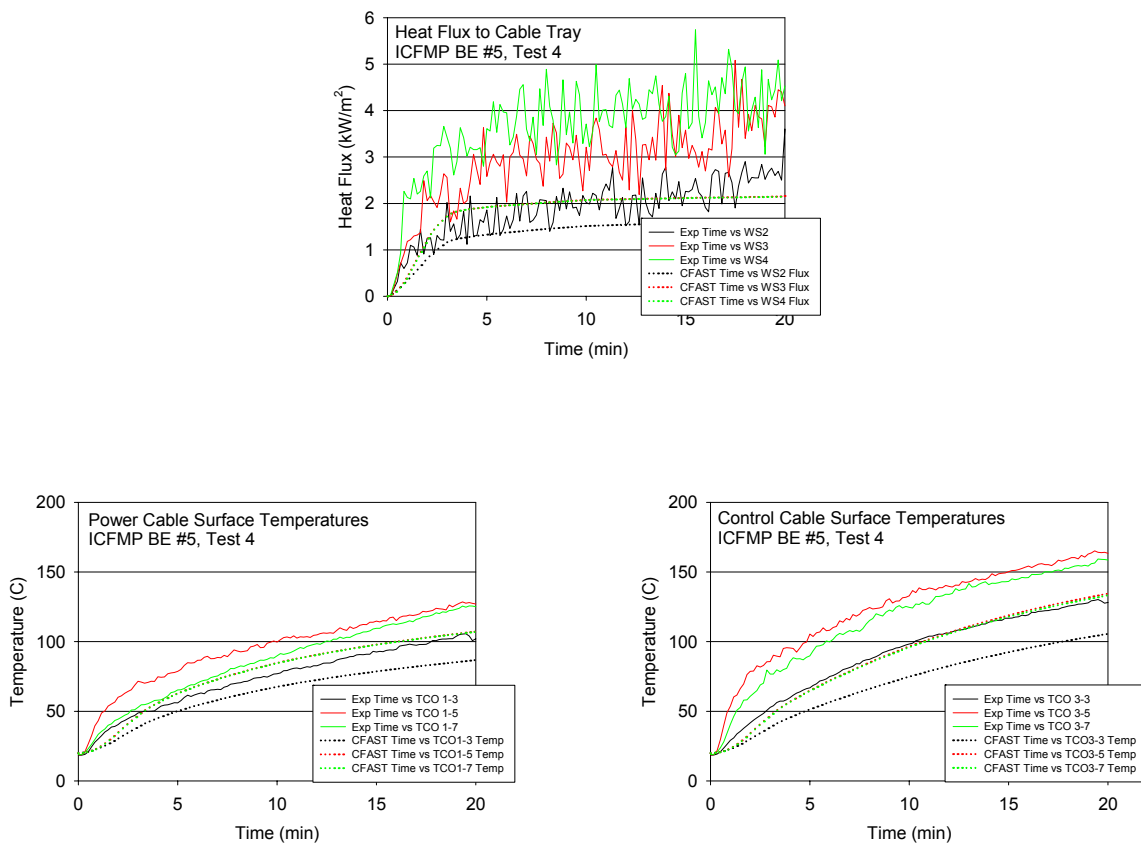 Heat Flux to Cable Tray
ICFMP BE #5, Test 4
Heat Flux (kW/m²)
6
5
4
3
2
1
0
Exp Time vs WS2
Exp Time vs WS3
Exp Time vs WS4
CFAST Time vs WS2 Flux
CFAST Time vs WS3 Flux
CFAST Time vs WS4 Flux
0 5 10 15 20
Time (min)
Power Cable Surface Temperatures
ICFMP BE #5, Test 4
Temperature (C)
200
150
100
50
0
Exp Time vs TCO 1-3
Exp Time vs TCO 1-5
Exp Time vs TCO 1-7
CFAST Time vs TCO1-3 Temp
CFAST Time vs TCO1-5 Temp
CFAST Time vs TCO1-7 Temp
0 5 10 15 20
Time (min)
Control Cable Surface Temperatures
ICFMP BE #5, Test 4
Temperature (C)
200
150
100
50
0
Exp Time vs TCO 3-3
Exp Time vs TCO 3-5
Exp Time vs TCO 3-7
CFAST Time vs TCO3-3 Temp
CFAST Time vs TCO3-5 Temp
CFAST Time vs TCO3-7 Temp
0 5 10 15 20
Time (min)